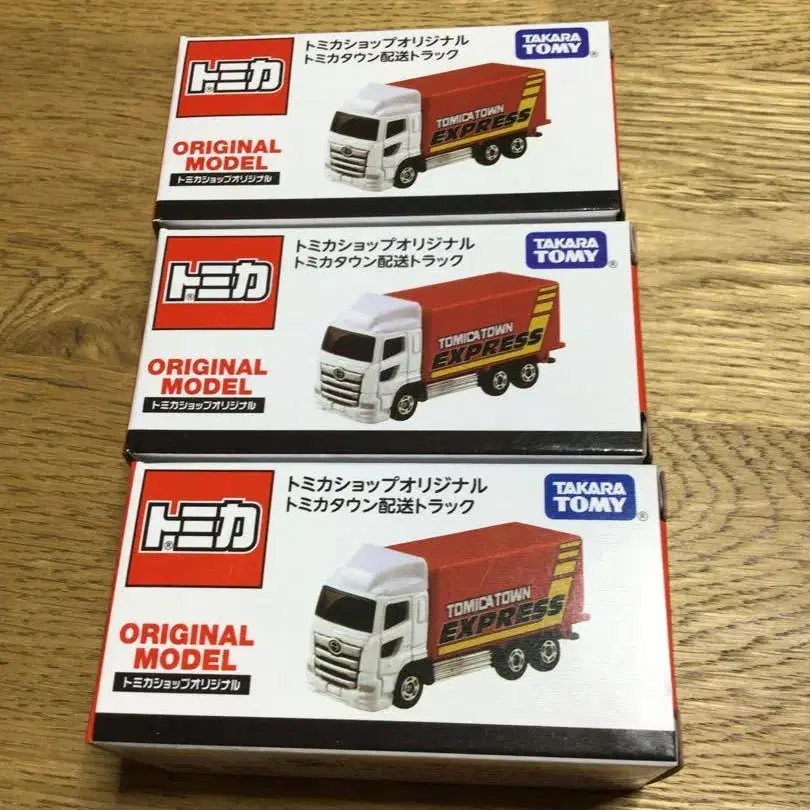 トミカ
ORIGINAL
MODEL
トミカショップオリジナル
トミカショップオリジナル
トミカタウン配送トラック
TAKARA
TOMY
®
TOMICA TOWN
EXPRESS
トミカ
ORIGINAL
MODEL
トミカショップオリジナル
トミカショップオリジナル
トミカタウン配送トラック
TAKARA
TOMY
®
TOMICA TOWN
EXPRESS
トミカ
ORIGINAL
MODEL
トミカショップオリジナル
トミカショップオリジナル
トミカタウン配送トラック
TAKARA
TOMY
®
TOMICA TOWN
EXPRESS